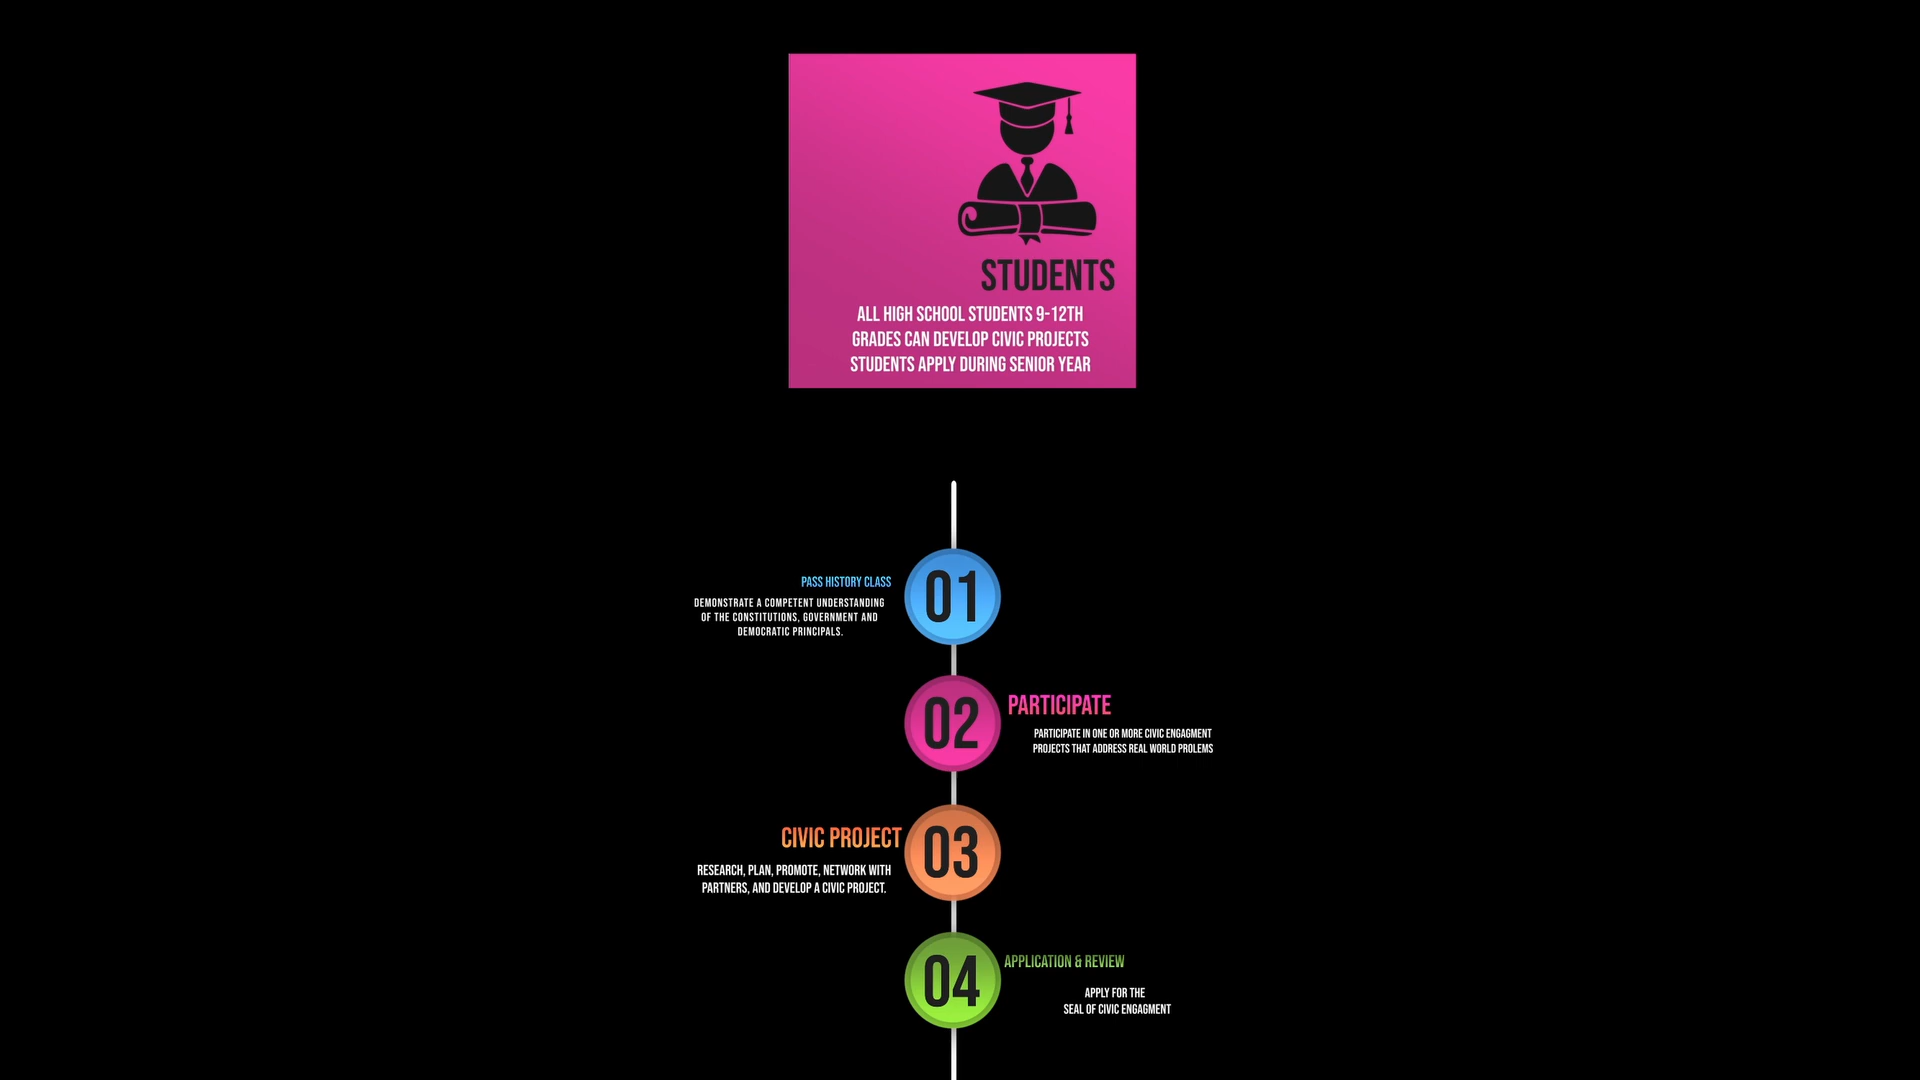 STUDENTS
ALL HIGH SCHOOL STUDENTS 9-12TH
GRADES CAN DEVELOP CIVIC PROJECTS
STUDENTS APPLY DURING SENIOR YEAR
01
PASS HISTORY CLASS
DEMONSTRATE A COMPETENT UNDERSTANDING
OF THE CONSTITUTIONS, GOVERNMENT AND
DEMOCRATIC PRINCIPALS.
02
PARTICIPATE
PARTICIPATE IN ONE OR MORE CIVIC ENGAGMENT
PROJECTS THAT ADDRESS REAL WORLD PROLEMS
03
CIVIC PROJECT
RESEARCH, PLAN, PROMOTE, NETWORK WITH
PARTNERS, AND DEVELOP A CIVIC PROJECT.
04
APPLICATION & REVIEW
APPLY FOR THE
SEAL OF CIVIC ENGAGMENT